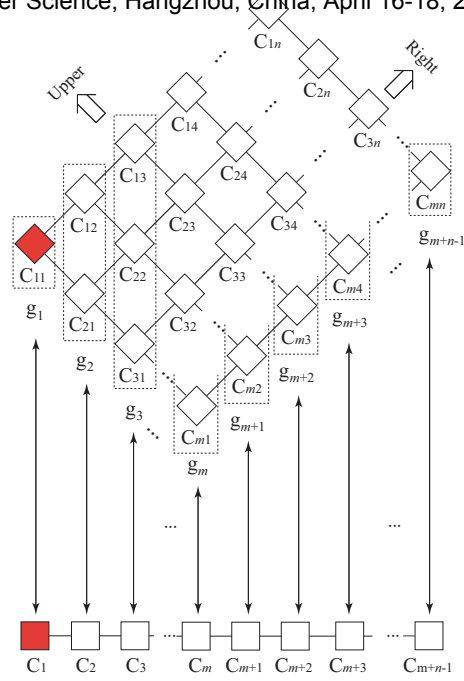 er Science, Hangzhou, China, April 16-18, 2
C1n
Right
Upper
C2n
C14
C3n
C13
C24
C12
C23
C34
Cmn
C11
C22
C33
Cm4
gm+n-1
g1
C21
C32
Cm3
gm+3
g2
C31
Cm2
gm+2
g3
Cm1
gm+1
gm
...
...
C1 C2 C3 Cm Cm+1 Cm+2 Cm+3 Cm+n-1